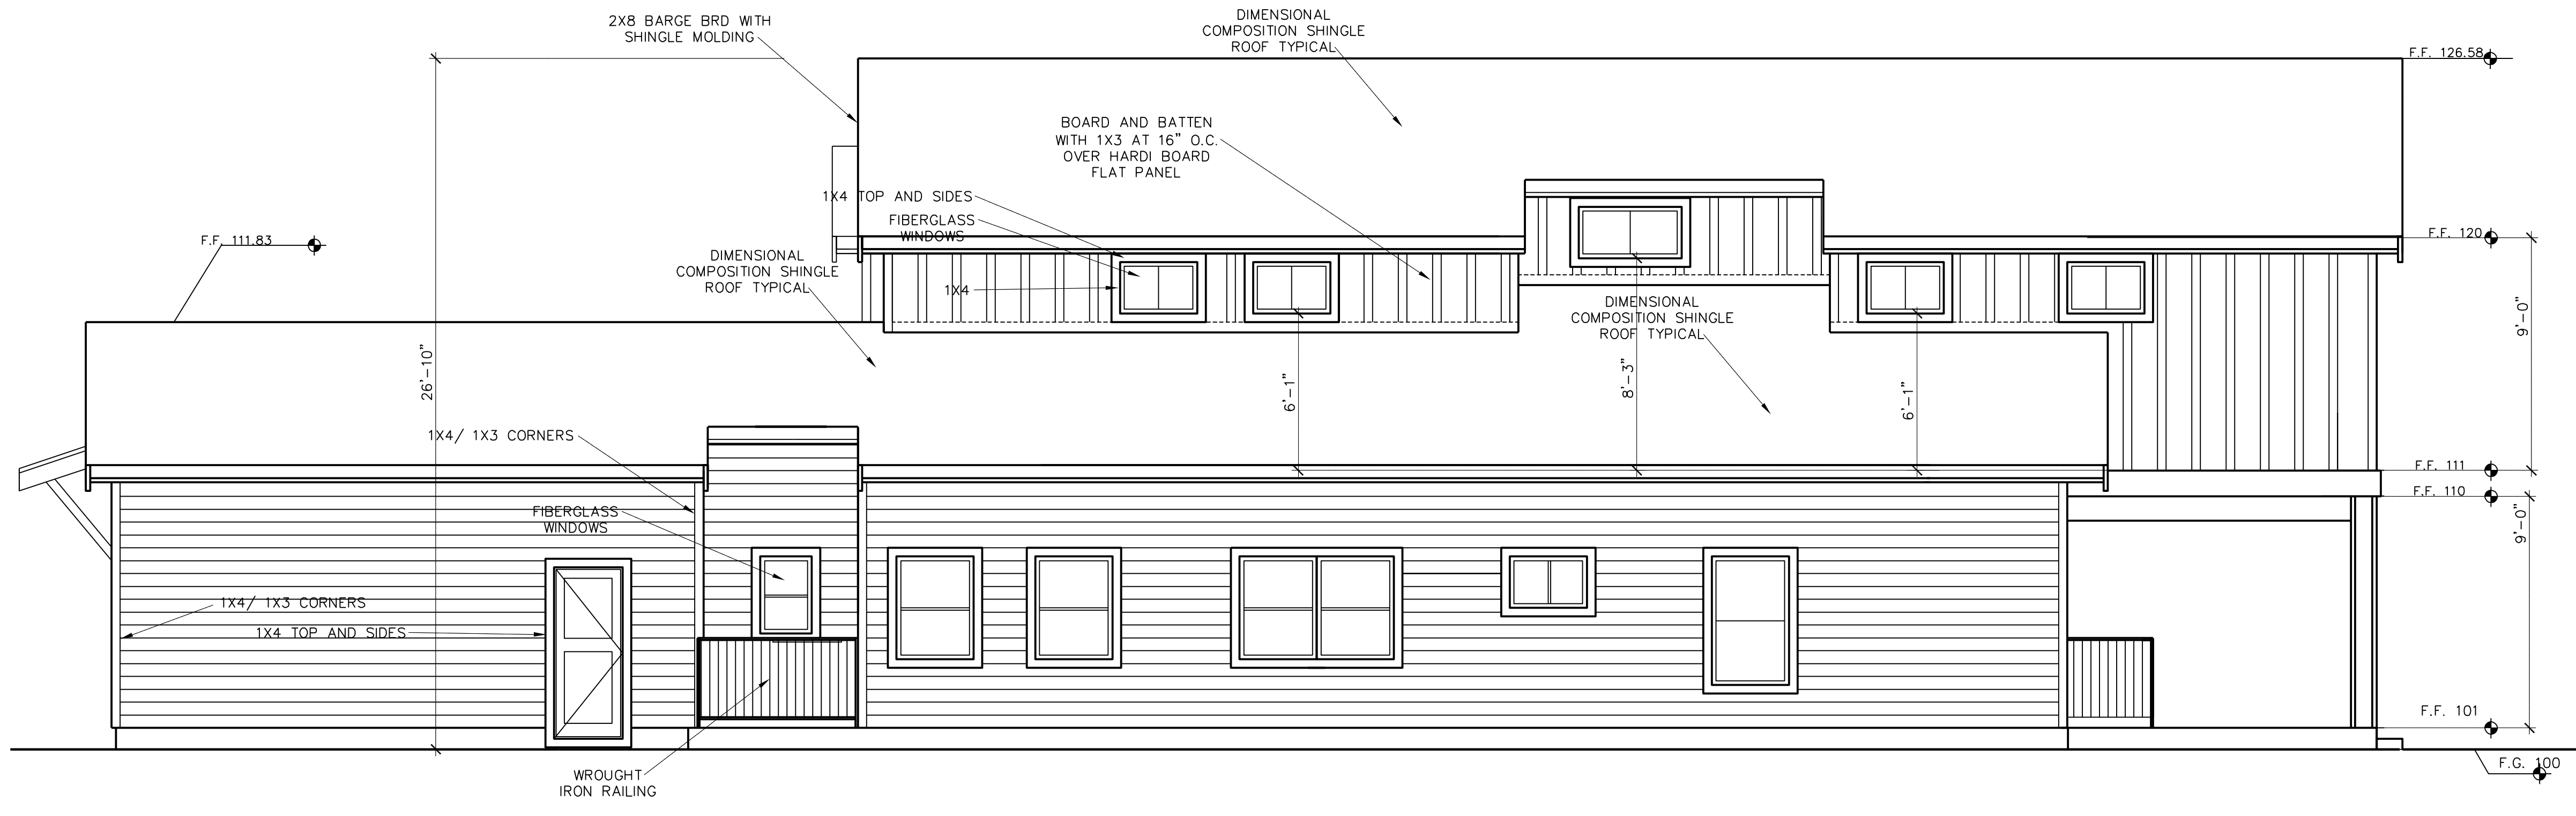 2X8 BARGE BRD WITH
SHINGLE MOLDING
DIMENSIONAL
COMPOSITION SHINGLE
ROOF TYPICAL
F.F. 126.58
BOARD AND BATTEN
WITH 1X3 AT 16" O.C.
OVER HARDI BOARD
FLAT PANEL
1X4 TOP AND SIDES
FIBERGLASS
WINDOWS
F.F. 111.83
F.F. 120
DIMENSIONAL
COMPOSITION SHINGLE
ROOF TYPICAL
1X4
DIMENSIONAL
COMPOSITION SHINGLE
ROOF TYPICAL
26'-10"
6'-1"
8'-3"
6'-1"
9'-0"
1X4/ 1X3 CORNERS
F.F. 111
F.F. 110
FIBERGLASS
WINDOWS
9'-0"
1X4/ 1X3 CORNERS
1X4 TOP AND SIDES
F.F. 101
WROUGHT
IRON RAILING
F.G. 100